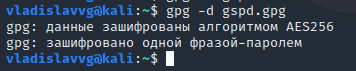 vladislavvg@kali:~$ gpg -d gspd.gpg
gpg: данные зашифрованы алгоритмом AES256
gpg: зашифровано одной фразой-паролем
vladislavvg@kali:~$